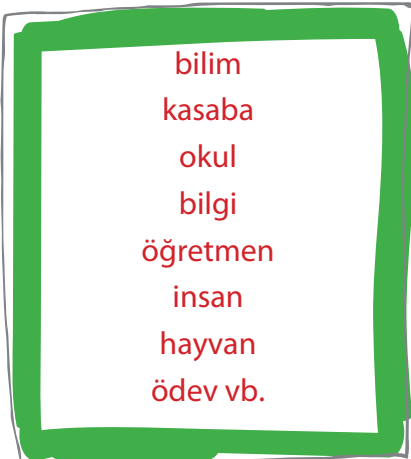 bilim
kasaba
okul
bilgi
öğretmen
insan
hayvan
ödev vb.